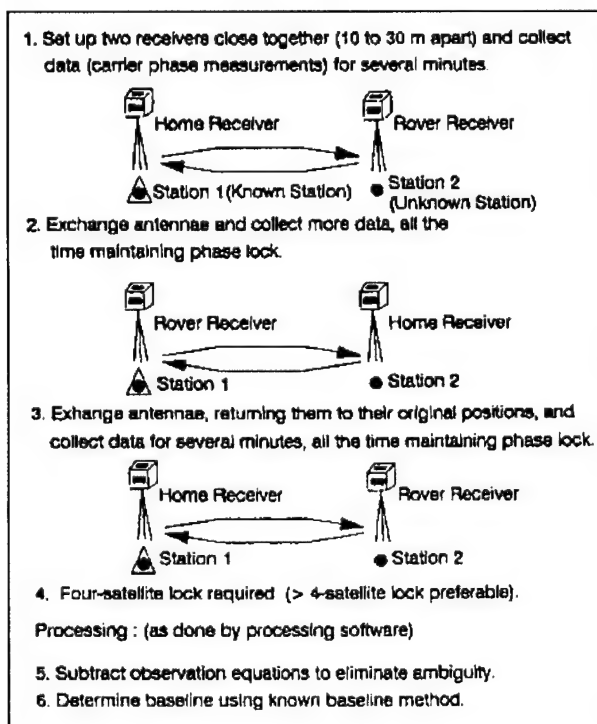 1. Set up two receivers close together (10 to 30 m apart) and collect
data (carrier phase measurements) for several minutes.
Home Receiver Rover Receiver
Station 1 (Known Station) Station 2
(Unknown Station)
2. Exchange antennae and collect more data, all the
time maintaining phase lock.
Rover Receiver Home Receiver
Station 1 Station 2
3. Exhange antennae, returning them to their original positions, and
collect data for several minutes, all the time maintaining phase lock.
Home Receiver Rover Receiver
Station 1 Station 2
4. Four-satellite lock required (> 4-satellite lock preferable).
Processing : (as done by processing software)
5. Subtract observation equations to eliminate ambiguity.
6. Determine baseline using known baseline method.